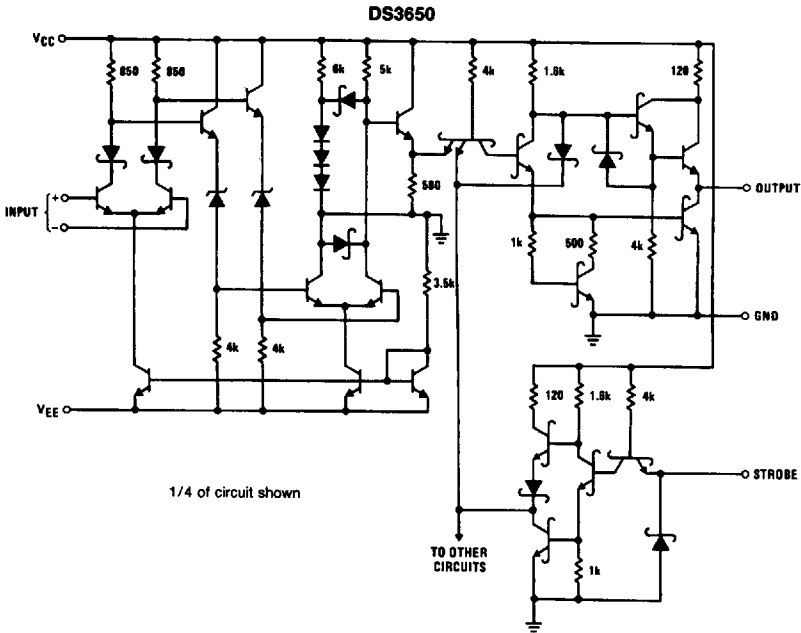 DS3650
VCC
850
850
6k
5k
4k
1.6k
120
INPUT
+
−
580
OUTPUT
1k
500
4k
3.5k
GND
4k
4k
VEE
120
1.6k
4k
STROBE
1/4 of circuit shown
TO OTHER
CIRCUITS
1k